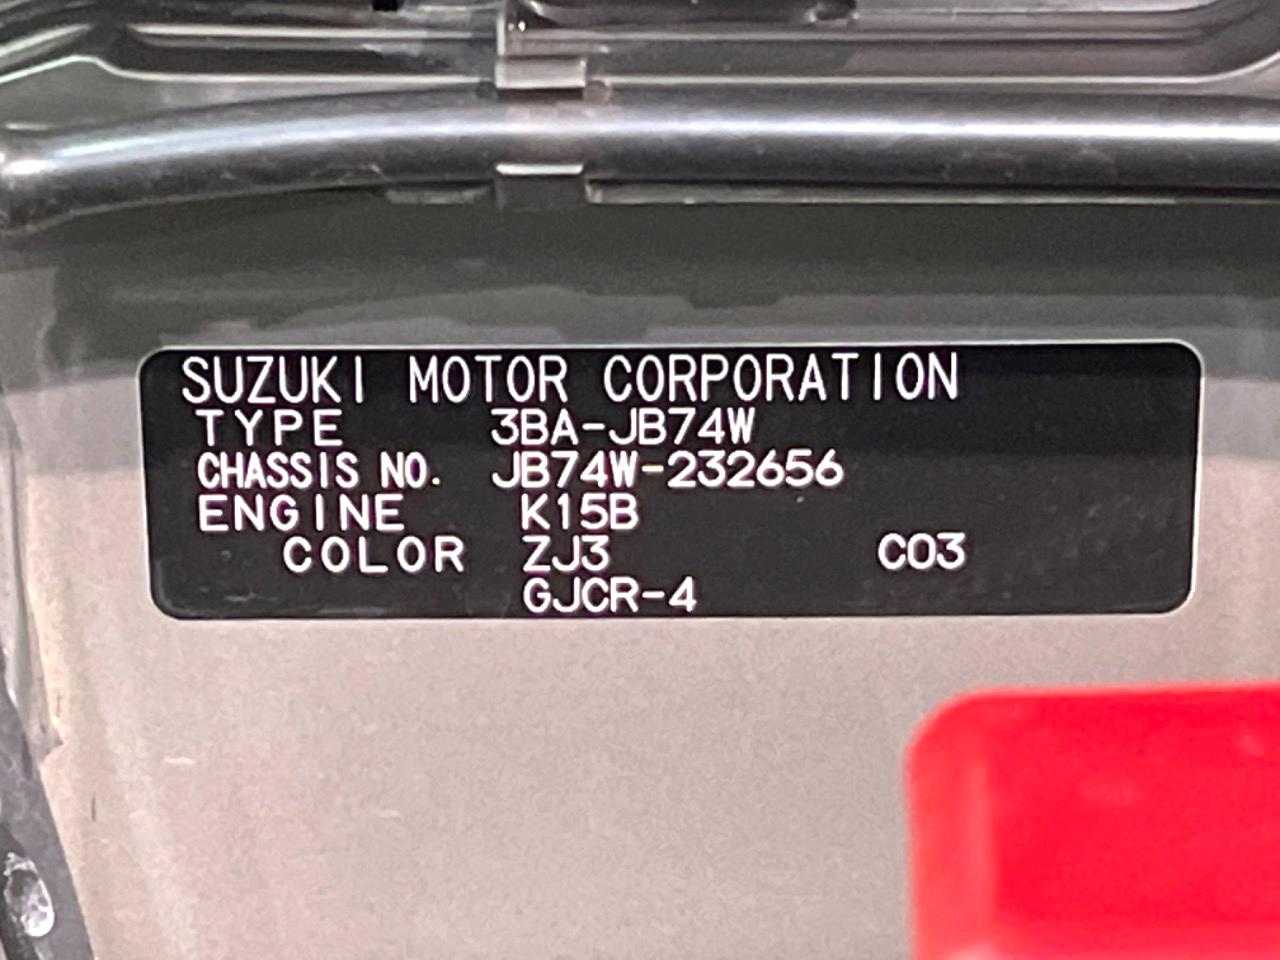 SUZUKI MOTOR CORPORATION
TYPE 3BA-JB74W
CHASSIS NO. JB74W-232656
ENGINE K15B
COLOR ZJ3 C03
GJCR-4